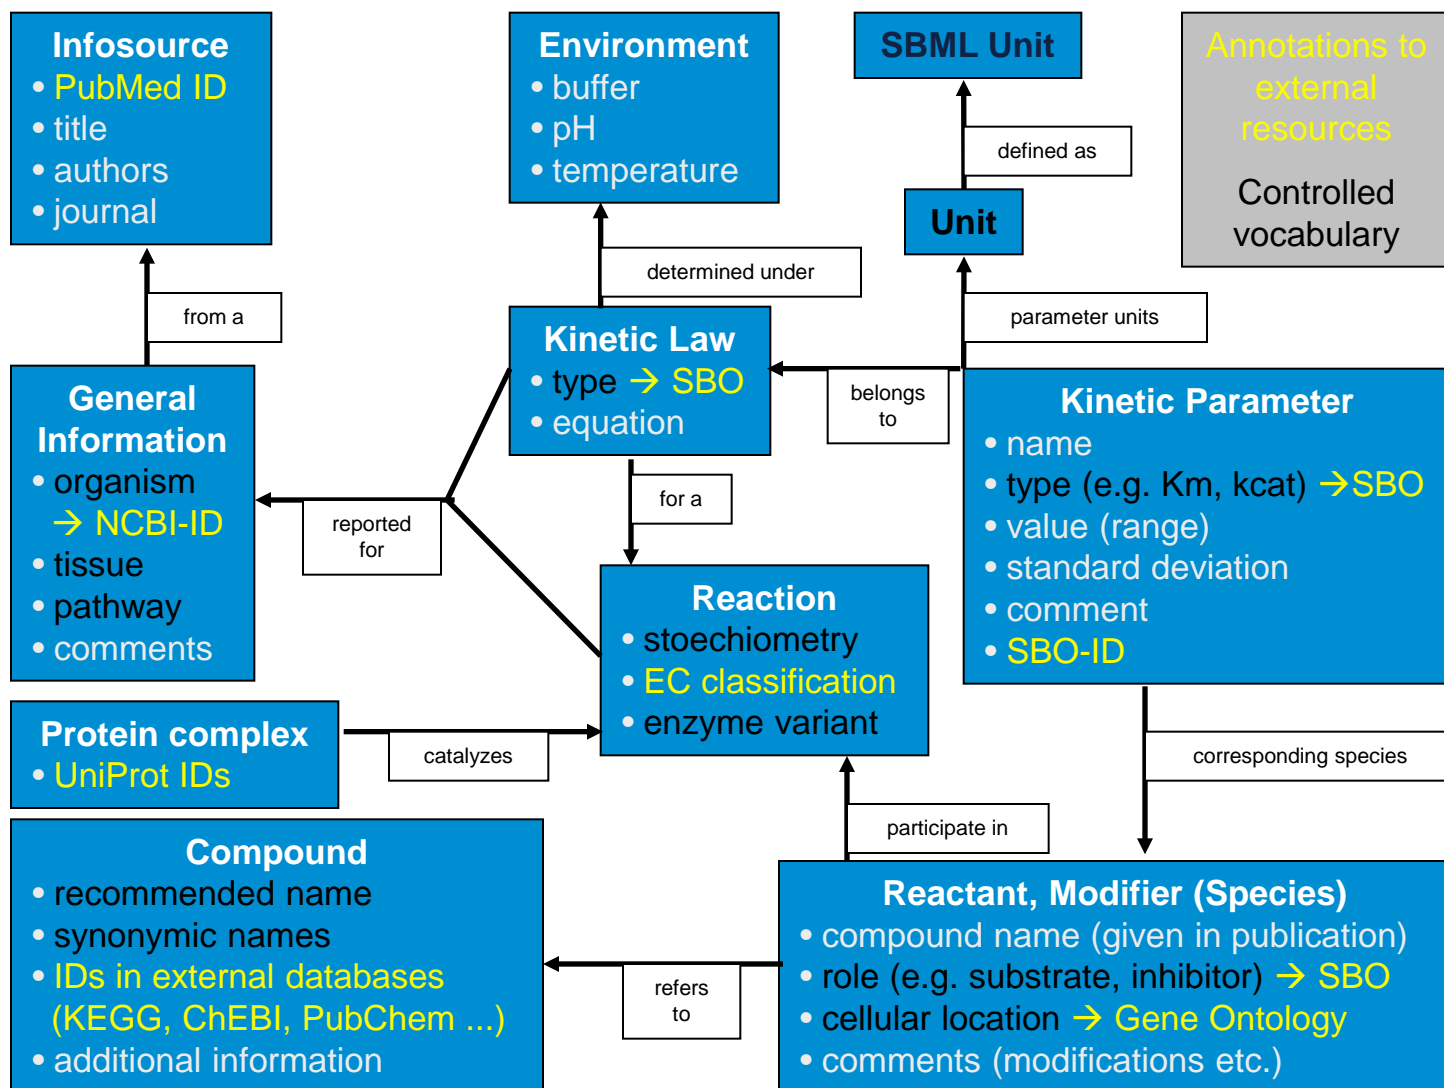 Infosource
• PubMed ID
• title
• authors
• journal
Environment
• buffer
• pH
• temperature
SBML Unit
Annotations to
external
resources
Controlled
vocabulary
defined as
Unit
from a
determined under
parameter units
General
Information
• organism
→ NCBI-ID
• tissue
• pathway
• comments
Kinetic Law
• type → SBO
• equation
belongs
to
Kinetic Parameter
• name
• type (e.g. Km, kcat) →SBO
• value (range)
• standard deviation
• comment
• SBO-ID
reported
for
for a
Reaction
• stoechiometry
• EC classification
• enzyme variant
Protein complex
• UniProt IDs
catalyzes
corresponding species
participate in
Compound
• recommended name
• synonymic names
• IDs in external databases
(KEGG, ChEBI, PubChem ...)
• additional information
refers
to
Reactant, Modifier (Species)
• compound name (given in publication)
• role (e.g. substrate, inhibitor) → SBO
• cellular location → Gene Ontology
• comments (modifications etc.)